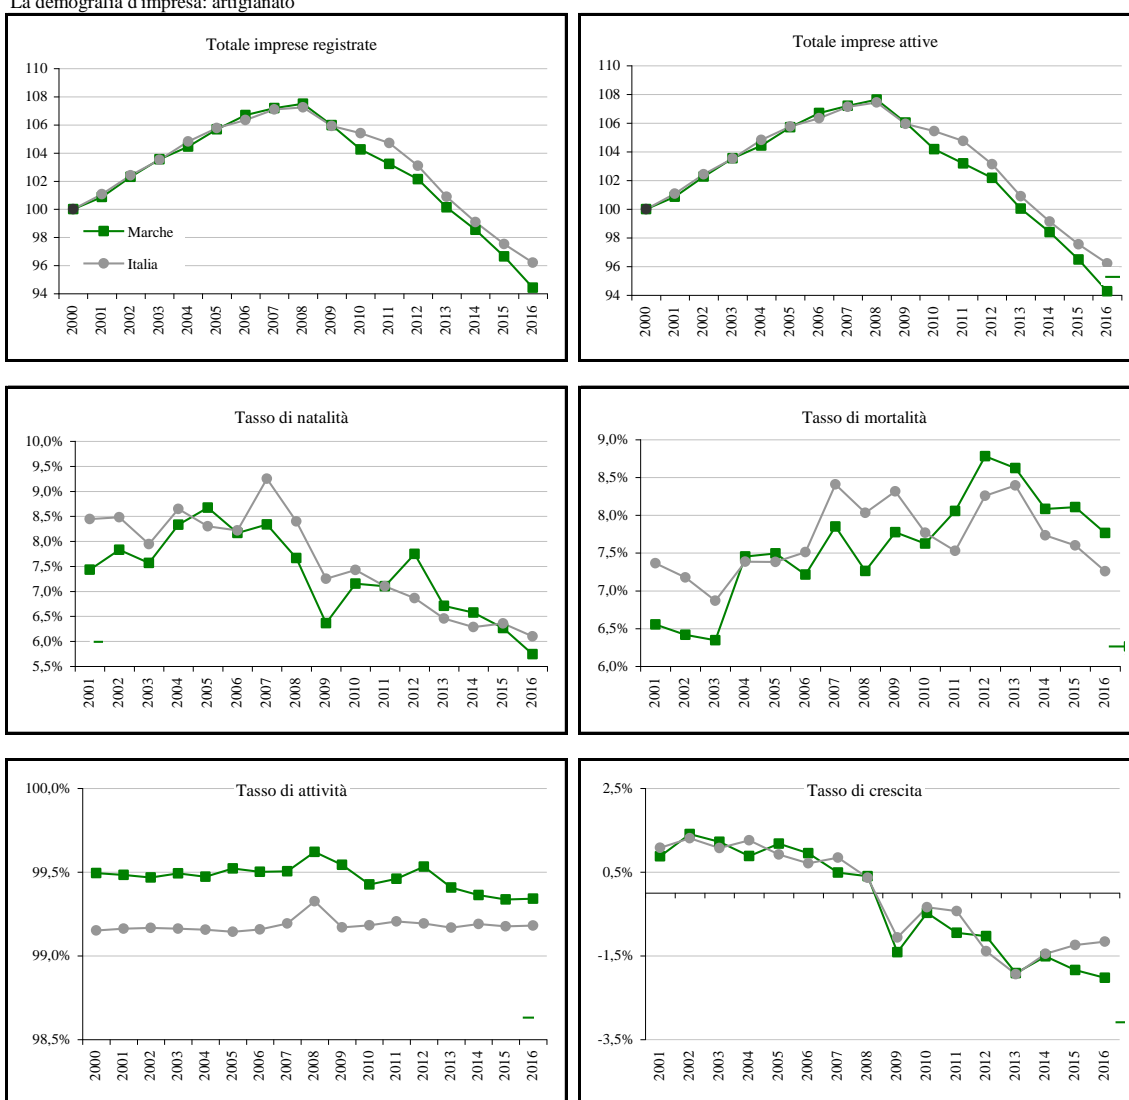 La demografia d'impresa: artigianato
Totale imprese registrate
110
108
106
104
102
100
98
96
94
Marche
Italia
2000 2001 2002 2003 2004 2005 2006 2007 2008 2009 2010 2011 2012 2013 2014 2015 2016
Totale imprese attive
110
108
106
104
102
100
98
96
94
2000 2001 2002 2003 2004 2005 2006 2007 2008 2009 2010 2011 2012 2013 2014 2015 2016
Tasso di natalità
10,0%
9,5%
9,0%
8,5%
8,0%
7,5%
7,0%
6,5%
6,0%
5,5%
2001 2002 2003 2004 2005 2006 2007 2008 2009 2010 2011 2012 2013 2014 2015 2016
Tasso di mortalità
9,0%
8,5%
8,0%
7,5%
7,0%
6,5%
6,0%
2001 2002 2003 2004 2005 2006 2007 2008 2009 2010 2011 2012 2013 2014 2015 2016
Tasso di attività
100,0%
99,5%
99,0%
98,5%
2000 2001 2002 2003 2004 2005 2006 2007 2008 2009 2010 2011 2012 2013 2014 2015 2016
Tasso di crescita
2,5%
0,5%
-1,5%
-3,5%
2001 2002 2003 2004 2005 2006 2007 2008 2009 2010 2011 2012 2013 2014 2015 2016